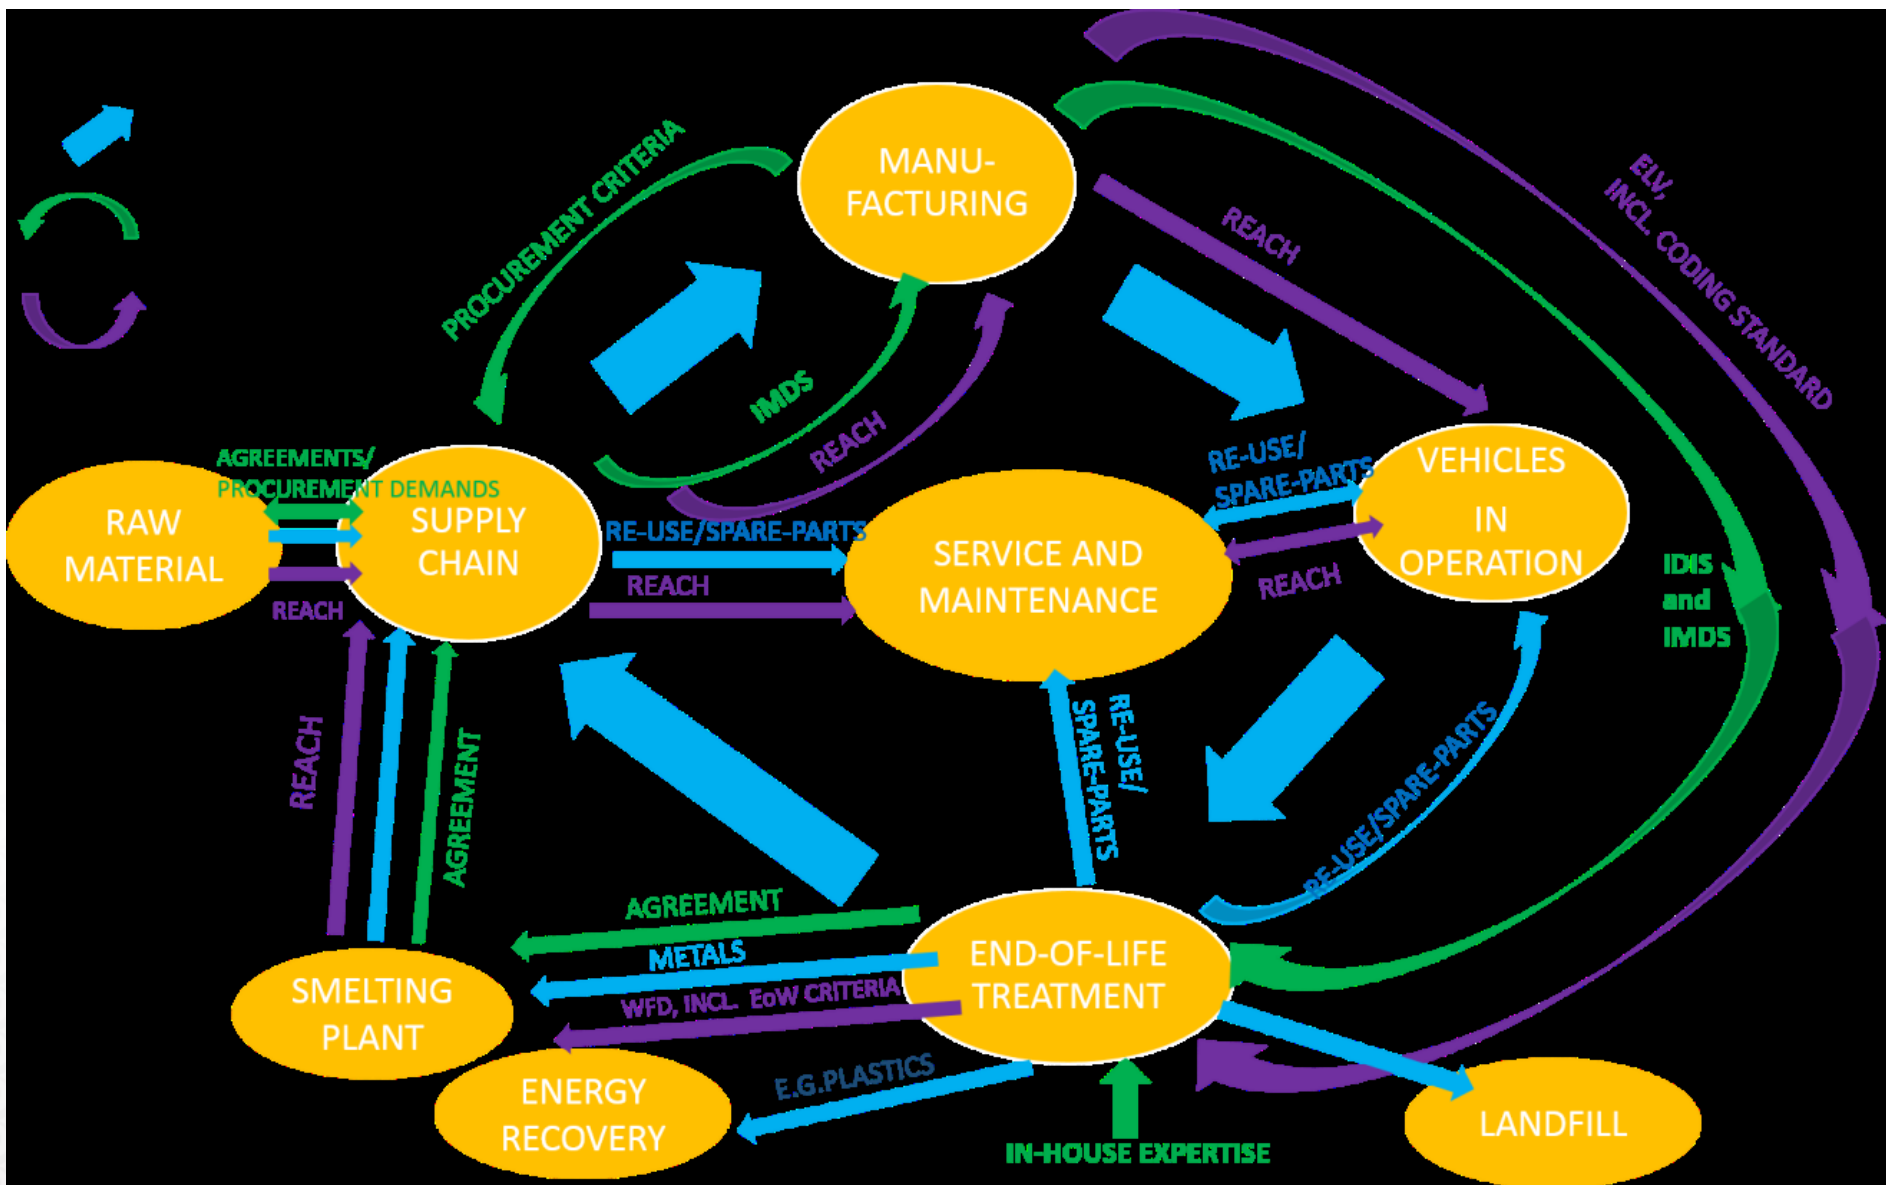 MANU-
FACTURING
PROCUREMENT CRITERIA
ELV,
INCL. CODING STANDARD
REACH
IMDS
REACH
AGREEMENTS/
PROCUREMENT DEMANDS
RAW
MATERIAL
REACH
SUPPLY
CHAIN
RE-USE/SPARE-PARTS
REACH
SERVICE AND
MAINTENANCE
RE-USE/
SPARE-PARTS
REACH
VEHICLES
IN
OPERATION
IDIS
and
IMDS
REACH
AGREEMENT
RE-USE/
SPARE-PARTS
RE-USE/SPARE-PARTS
AGREEMENT
METALS
WFD, INCL. EoW CRITERIA
E.G.PLASTICS
END-OF-LIFE
TREATMENT
SMELTING
PLANT
ENERGY
RECOVERY
IN-HOUSE EXPERTISE
LANDFILL